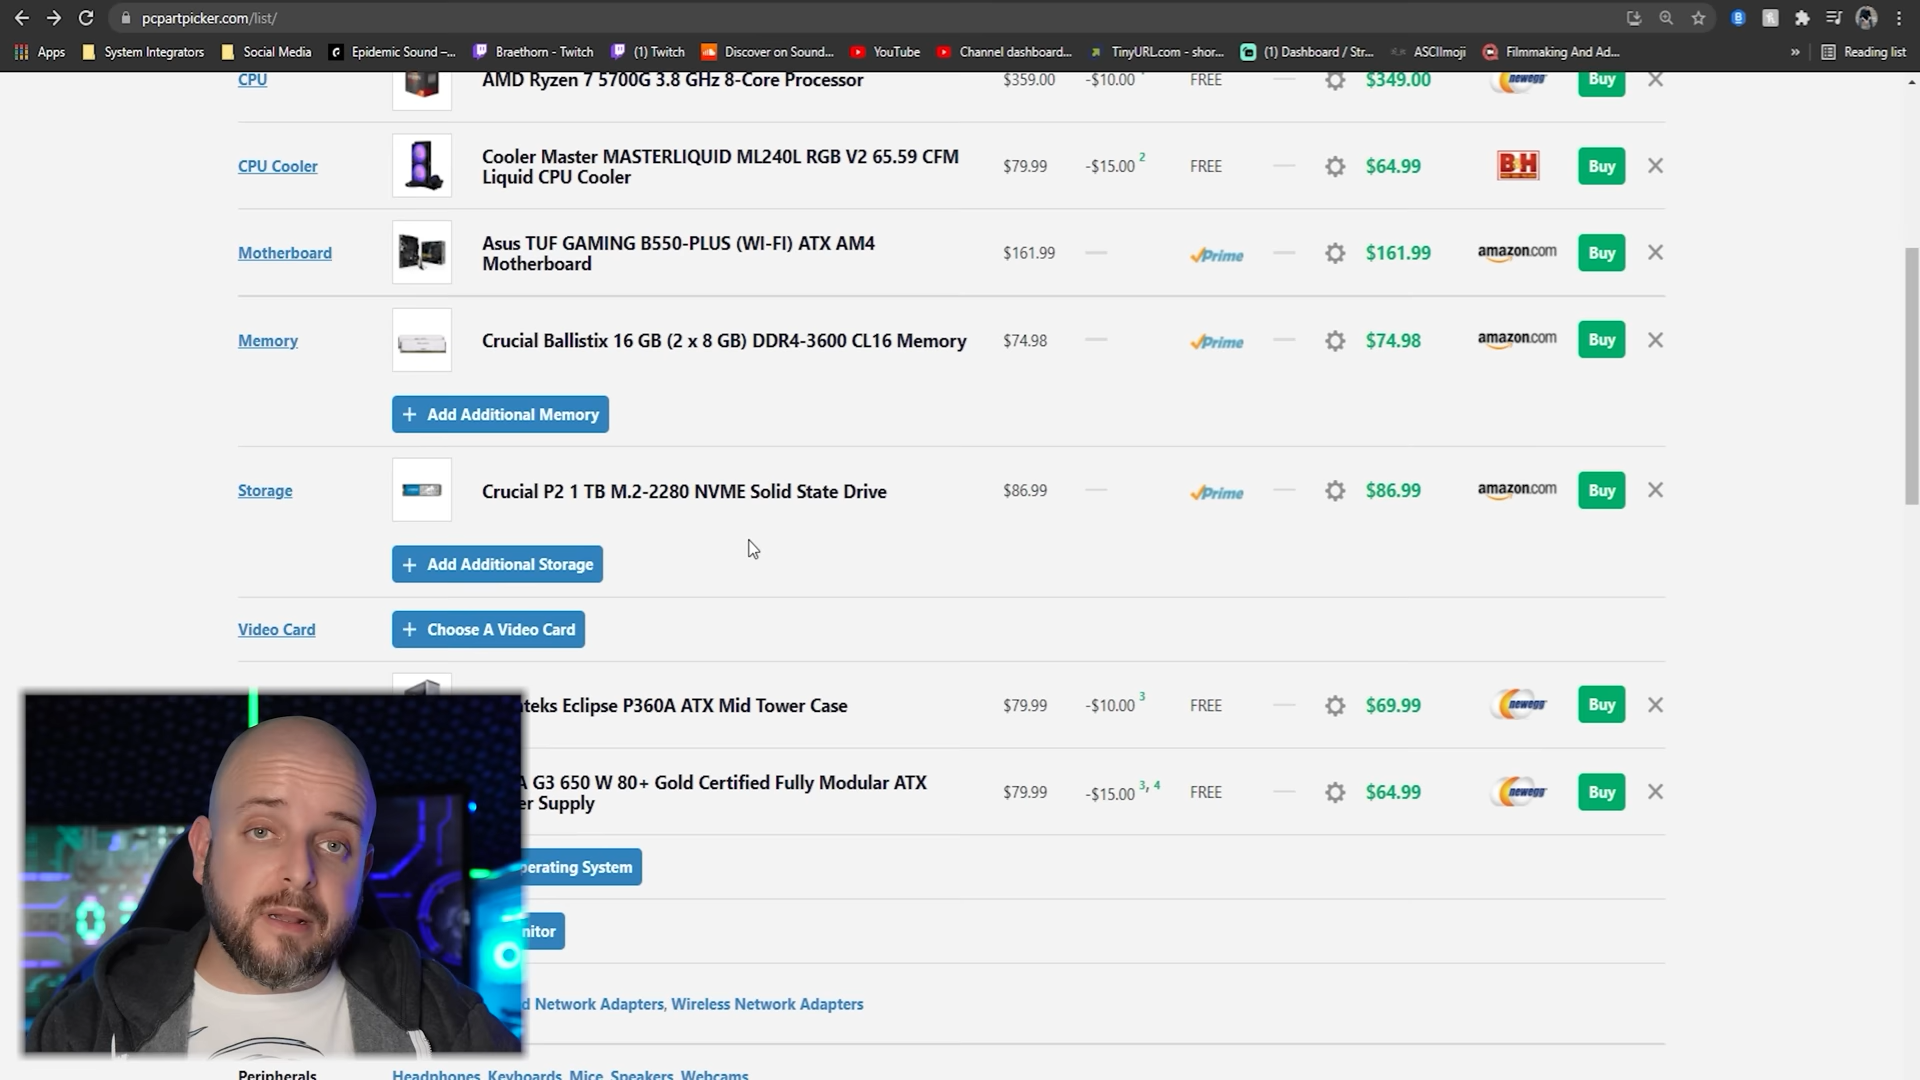 pcpartpicker.com/list/
Apps System Integrators Social Media Epidemic Sound –... Braethorn - Twitch (1) Twitch Discover on Sound... YouTube Channel dashboard... TinyURL.com - shor... (1) Dashboard / Str... ASCIImoji Filmmaking And Ad... » Reading list
CPU AMD Ryzen 7 5700G 3.8 GHz 8-Core Processor $359.00 -$10.00 FREE — $349.00 newegg Buy
CPU Cooler Cooler Master MASTERLIQUID ML240L RGB V2 65.59 CFM
Liquid CPU Cooler $79.99 -$15.00 2 FREE — $64.99 B&H Buy
Motherboard Asus TUF GAMING B550-PLUS (WI-FI) ATX AM4
Motherboard $161.99 — Prime — $161.99 amazon.com Buy
Memory Crucial Ballistix 16 GB (2 x 8 GB) DDR4-3600 CL16 Memory $74.98 — Prime — $74.98 amazon.com Buy
+ Add Additional Memory
Storage Crucial P2 1 TB M.2-2280 NVME Solid State Drive $86.99 — Prime — $86.99 amazon.com Buy
+ Add Additional Storage
Video Card + Choose A Video Card
teks Eclipse P360A ATX Mid Tower Case $79.99 -$10.00 3 FREE — $69.99 newegg Buy
A G3 650 W 80+ Gold Certified Fully Modular ATX
er Supply $79.99 -$15.00 3, 4 FREE — $64.99 newegg Buy
perating System
nitor
d Network Adapters, Wireless Network Adapters
Peripherals Headphones, Keyboards, Mice, Speakers, Webcams